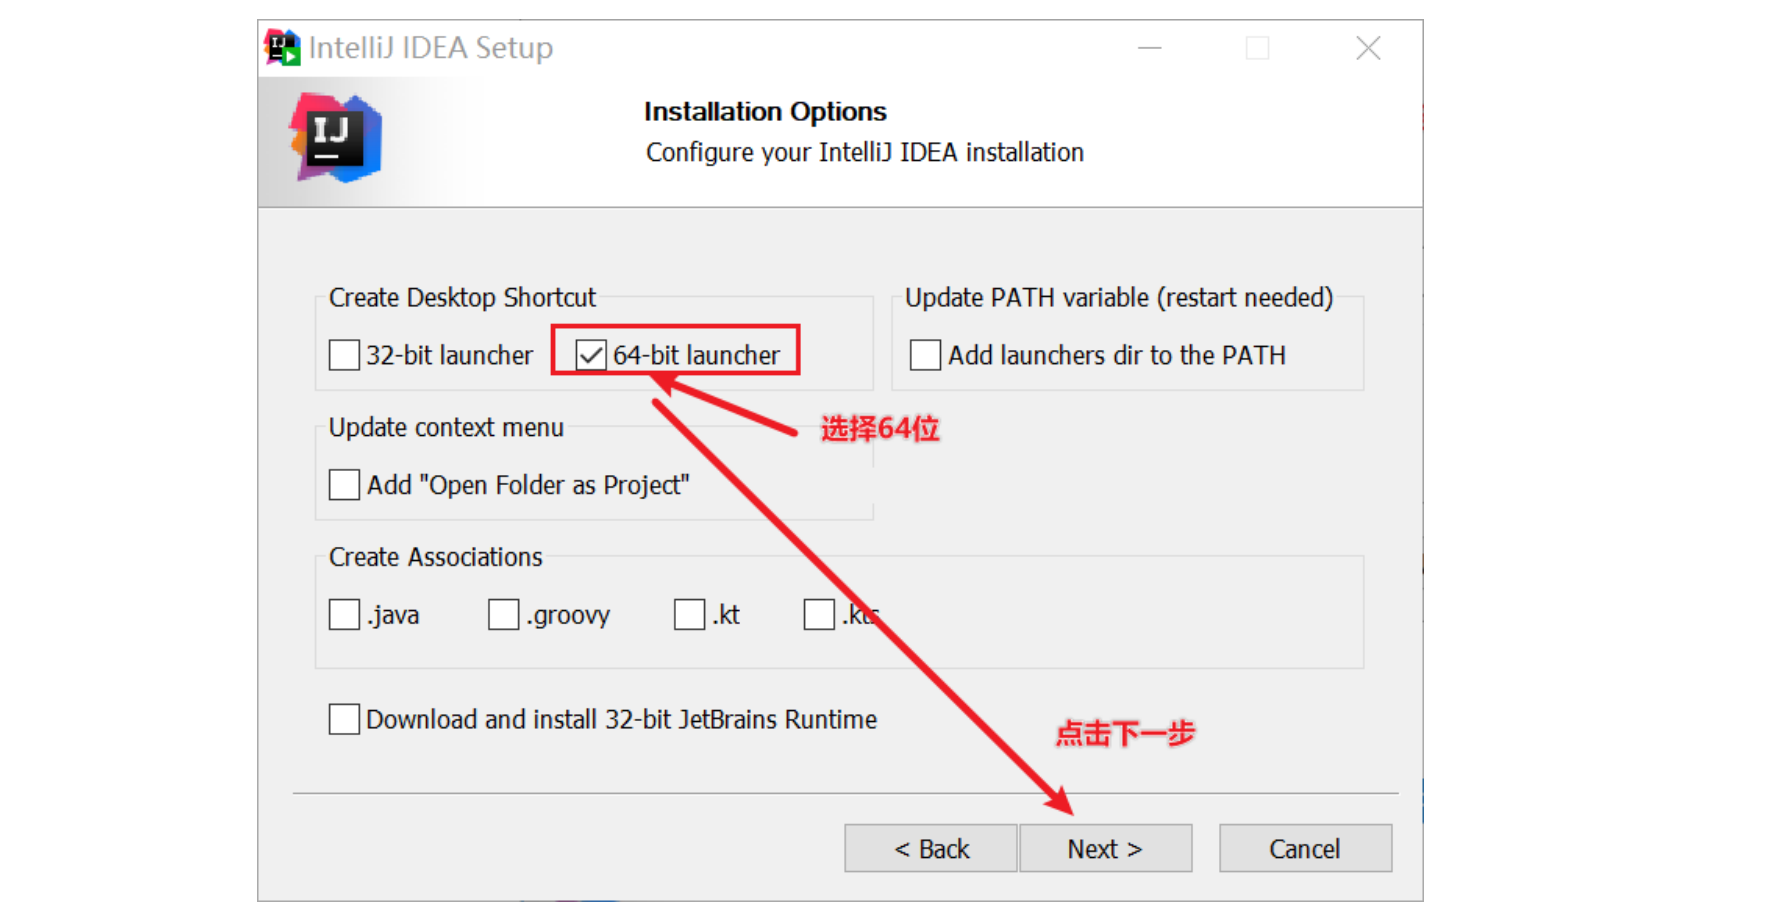 IntelliJ IDEA Setup
IJ
Installation Options
Configure your IntelliJ IDEA installation
Create Desktop Shortcut
32-bit launcher
64-bit launcher
Update PATH variable (restart needed)
Add launchers dir to the PATH
选择64位
Update context menu
Add "Open Folder as Project"
Create Associations
.java
.groovy
.kt
.kts
Download and install 32-bit JetBrains Runtime
点击下一步
< Back
Next >
Cancel